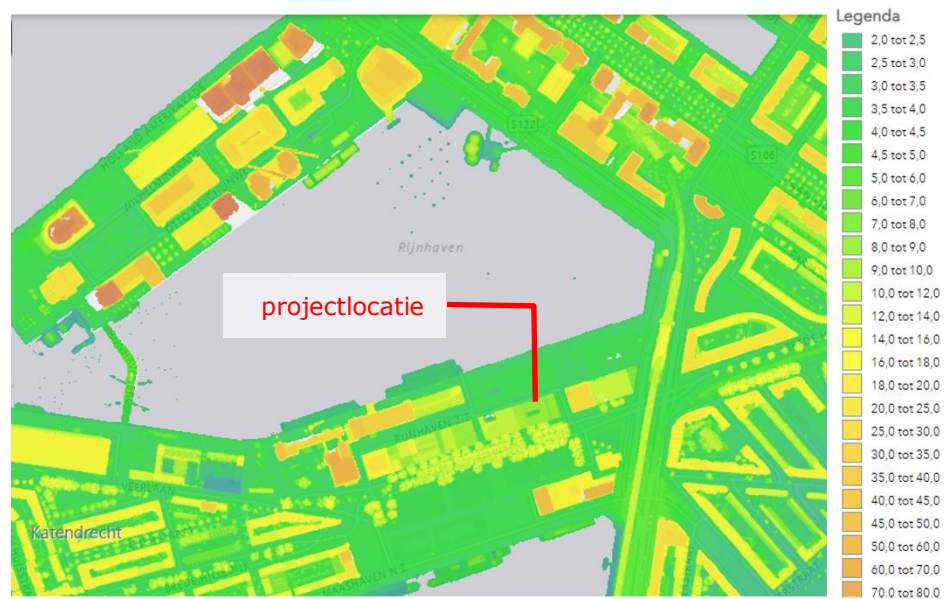 Legenda
2,0 tot 2,5
2,5 tot 3,0
3,0 tot 3,5
3,5 tot 4,0
4,0 tot 4,5
4,5 tot 5,0
5,0 tot 6,0
6,0 tot 7,0
7,0 tot 8,0
8,0 tot 9,0
9,0 tot 10,0
10,0 tot 12,0
12,0 tot 14,0
14,0 tot 16,0
16,0 tot 18,0
18,0 tot 20,0
20,0 tot 25,0
25,0 tot 30,0
30,0 tot 35,0
35,0 tot 40,0
40,0 tot 45,0
45,0 tot 50,0
50,0 tot 60,0
60,0 tot 70,0
70,0 tot 80,0
HOLLAND AMERIKAKADE
WILHELMINAKADE
S122
S106
Rijnhaven
projectlocatie
RIJNHAVEN Z.Z.
VEERLAAN
Katendrecht
BREDE HILLEDIJK
MAASHAVEN N.Z.